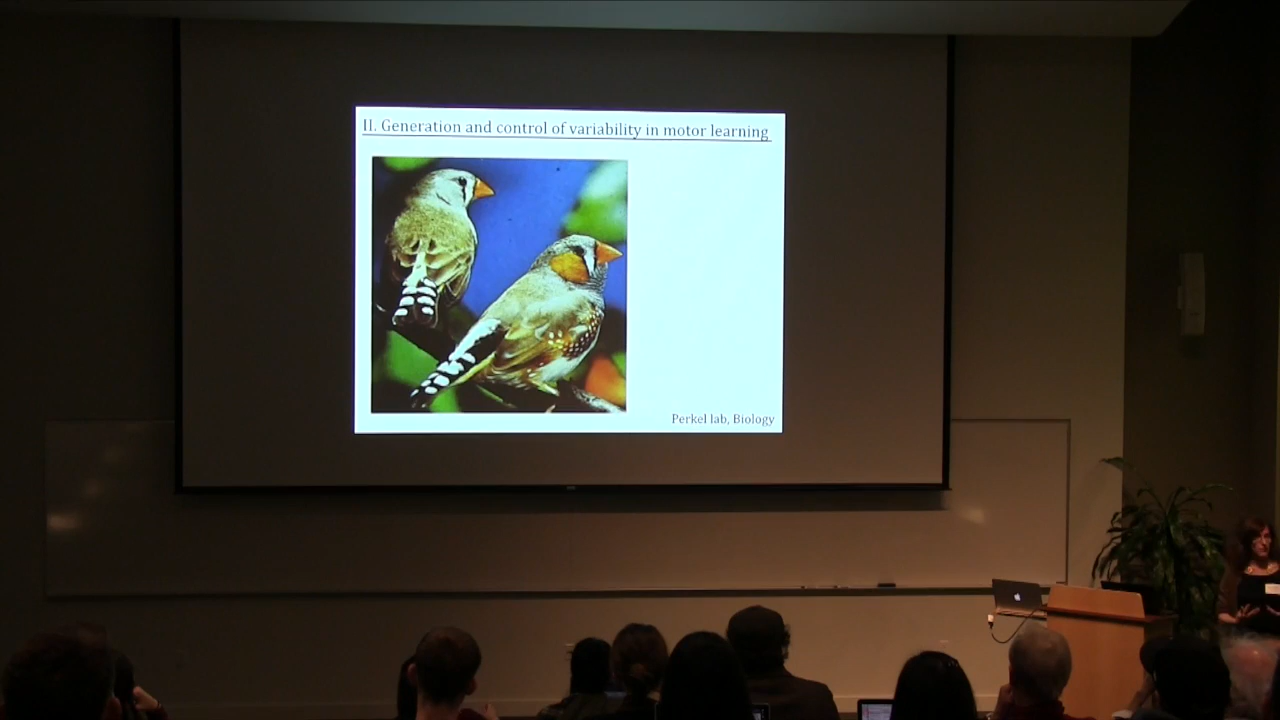 II. Generation and control of variability in motor learning
Perkel lab, Biology